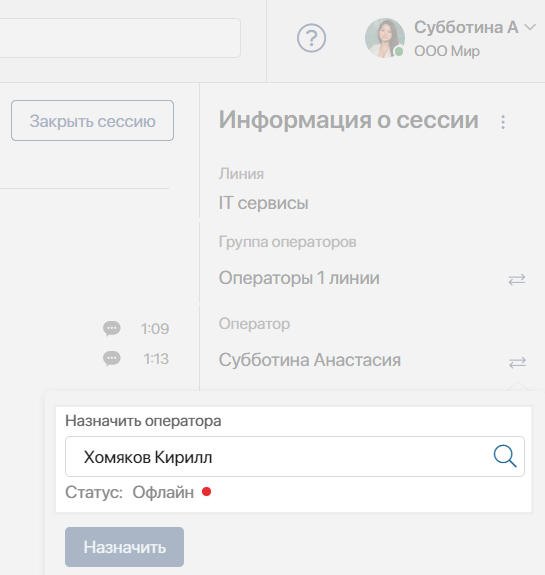 ?
Субботина А
ООО Мир
Закрыть сессию
Информация о сессии
Линия
IT сервисы
Группа операторов
Операторы 1 линии
1:09
Оператор
1:13
Субботина Анастасия
Назначить оператора
Хомяков Кирилл
Статус: Офлайн
Назначить